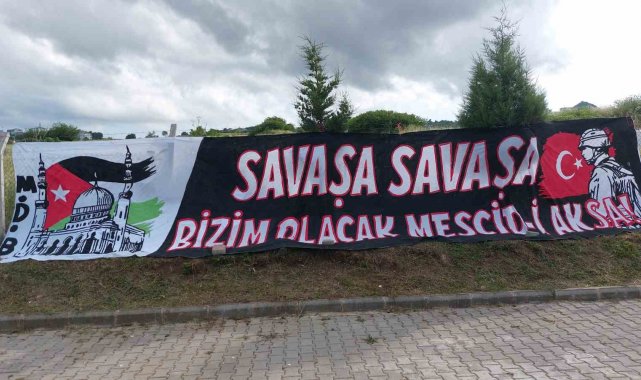 M.D.B
SAVAŞA SAVAŞA
BİZİM OLACAK MESCİD-İ AKSA!